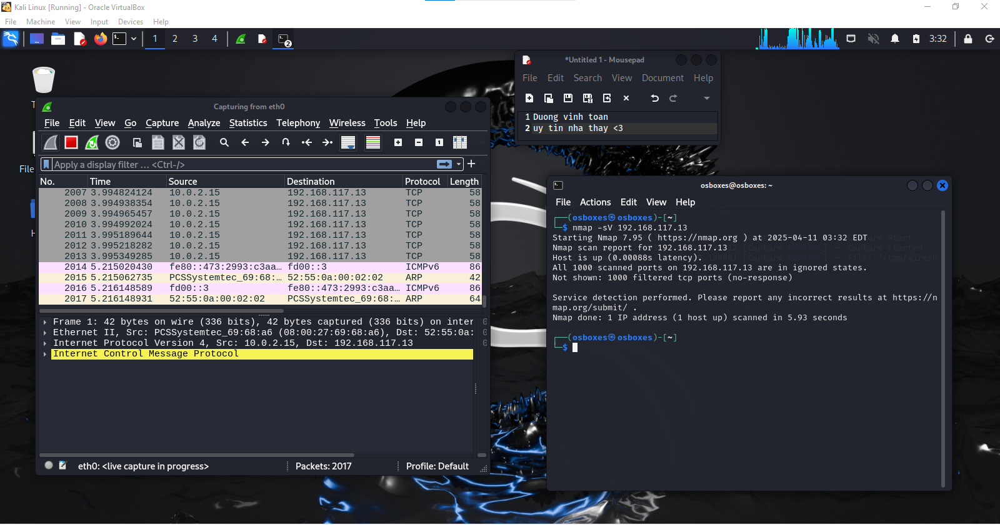 Kali Linux [Running] - Oracle VirtualBox
File Machine View Input Devices Help
1 2 3 4
2
3:32
*Untitled 1 - Mousepad
File Edit Search View Document Help
1 Duong vinh toan
2 uy tin nha thay <3
File
Capturing from eth0
File Edit View Go Capture Analyze Statistics Telephony Wireless Tools Help
Apply a display filter ... <Ctrl-/>
No. Time Source Destination Protocol Length
2007 3.994824124 10.0.2.15 192.168.117.13 TCP 58
2008 3.994938354 10.0.2.15 192.168.117.13 TCP 58
2009 3.994965457 10.0.2.15 192.168.117.13 TCP 58
2010 3.994992024 10.0.2.15 192.168.117.13 TCP 58
2011 3.995189644 10.0.2.15 192.168.117.13 TCP 58
2012 3.995218282 10.0.2.15 192.168.117.13 TCP 58
2013 3.995349285 10.0.2.15 192.168.117.13 TCP 58
2014 5.215020430 fe80::473:2993:c3aa... fd00::3 ICMPv6 86
2015 5.215062735 PCSSystemtec_69:68:... 52:55:0a:00:02:02 ARP 42
2016 5.216148589 fd00::3 fe80::473:2993:c3aa... ICMPv6 86
2017 5.216148931 52:55:0a:00:02:02 PCSSystemtec_69:68:... ARP 64
Frame 1: 42 bytes on wire (336 bits), 42 bytes captured (336 bits) on inter
Ethernet II, Src: PCSSystemtec_69:68:a6 (08:00:27:69:68:a6), Dst: 52:55:0a:
Internet Protocol Version 4, Src: 10.0.2.15, Dst: 192.168.117.13
Internet Control Message Protocol
eth0: <live capture in progress> Packets: 2017 Profile: Default
osboxes@osboxes: ~
File Actions Edit View Help
(osboxes㉿osboxes)-[~]
$ nmap -sV 192.168.117.13
Starting Nmap 7.95 ( https://nmap.org ) at 2025-04-11 03:32 EDT
Nmap scan report for 192.168.117.13
Host is up (0.00088s latency).
All 1000 scanned ports on 192.168.117.13 are in ignored states.
Not shown: 1000 filtered tcp ports (no-response)
Service detection performed. Please report any incorrect results at https://n
map.org/submit/ .
Nmap done: 1 IP address (1 host up) scanned in 5.93 seconds
(osboxes㉿osboxes)-[~]
$